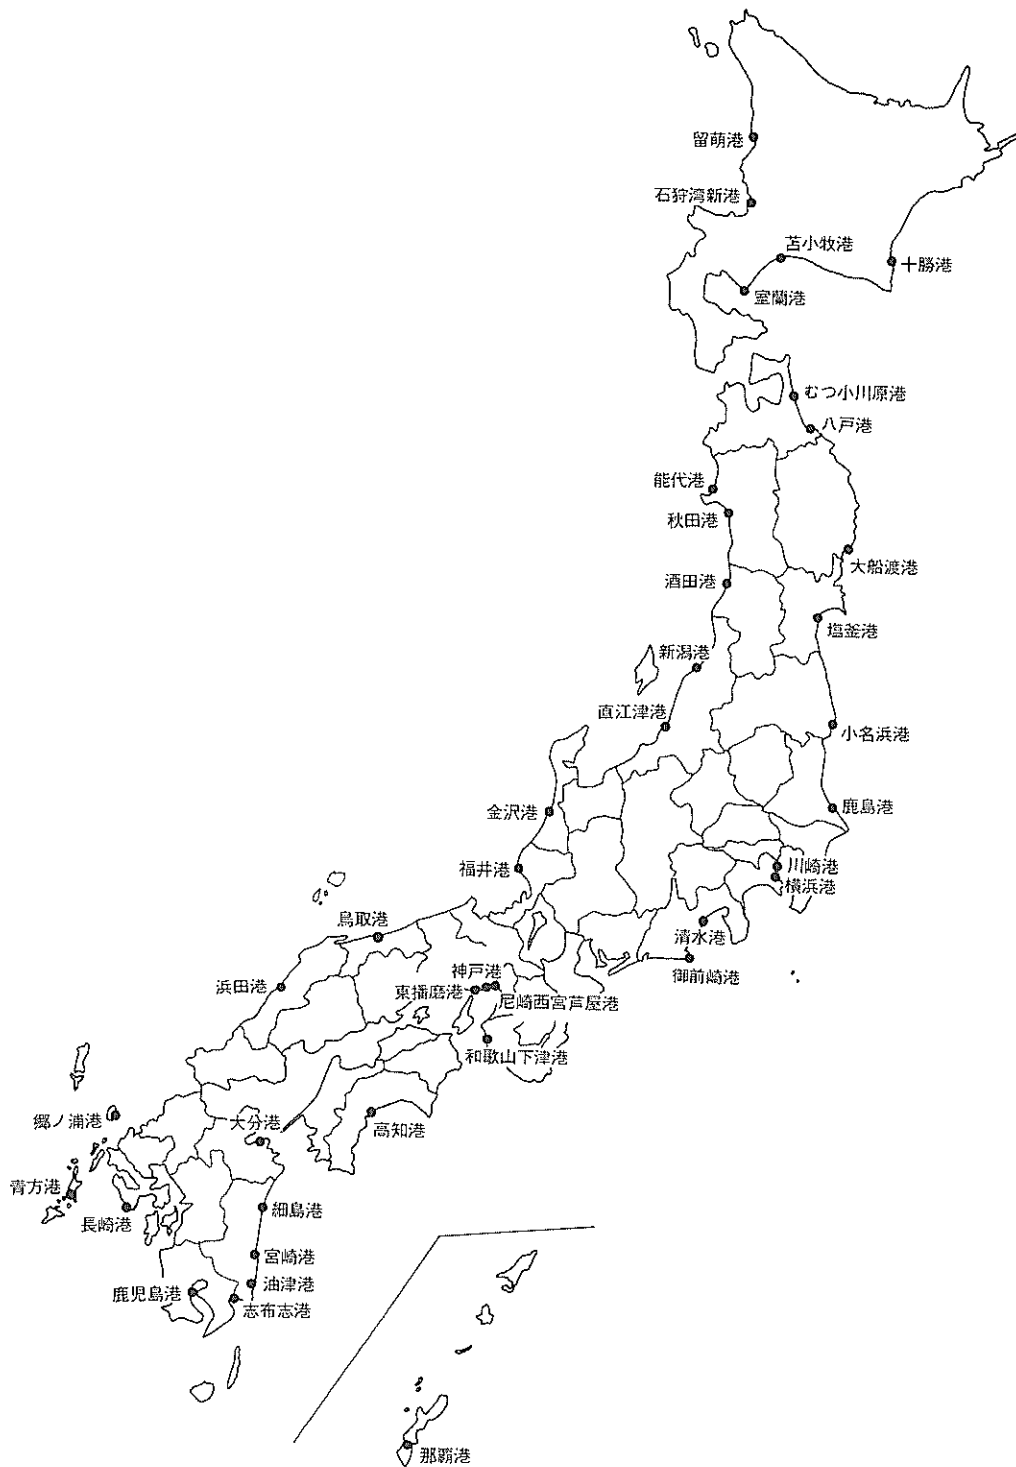 留萌港
石狩湾新港
苫小牧港
十勝港
室蘭港
むつ小川原港
八戸港
能代港
秋田港
大船渡港
酒田港
塩釜港
新潟港
直江津港
小名浜港
金沢港
鹿島港
福井港
川崎港
横浜港
鳥取港
清水港
神戸港
御前崎港
浜田港
東播磨港
尼崎西宮芦屋港
和歌山下津港
郷ノ浦港
大分港
高知港
青方港
長崎港
細島港
宮崎港
油津港
鹿児島港
志布志港
那覇港